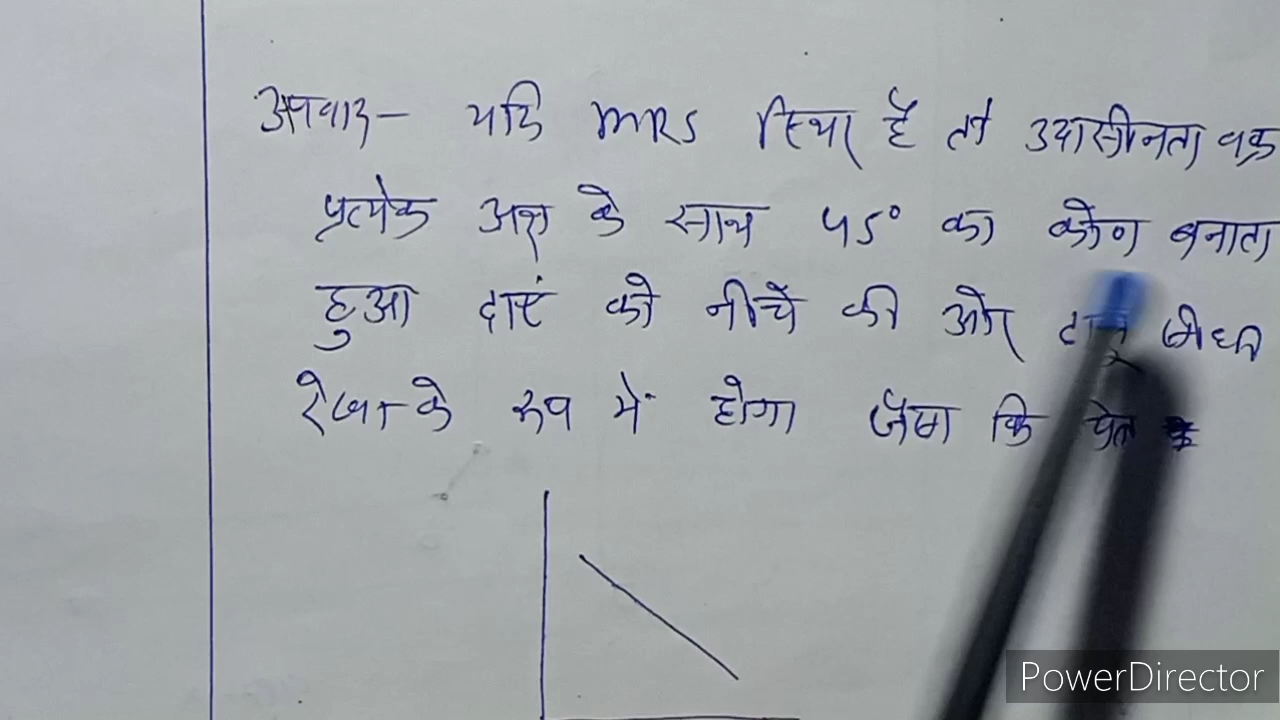 अपवाद - यदि MRS स्थिर है तो उदासीनता वक्र
प्रत्येक अक्ष के साथ 45° का कोण बनाता
हुआ दाएं को नीचे की ओर ढालू सीधी
रेखा के रूप में होगा जैसा कि
PowerDirector